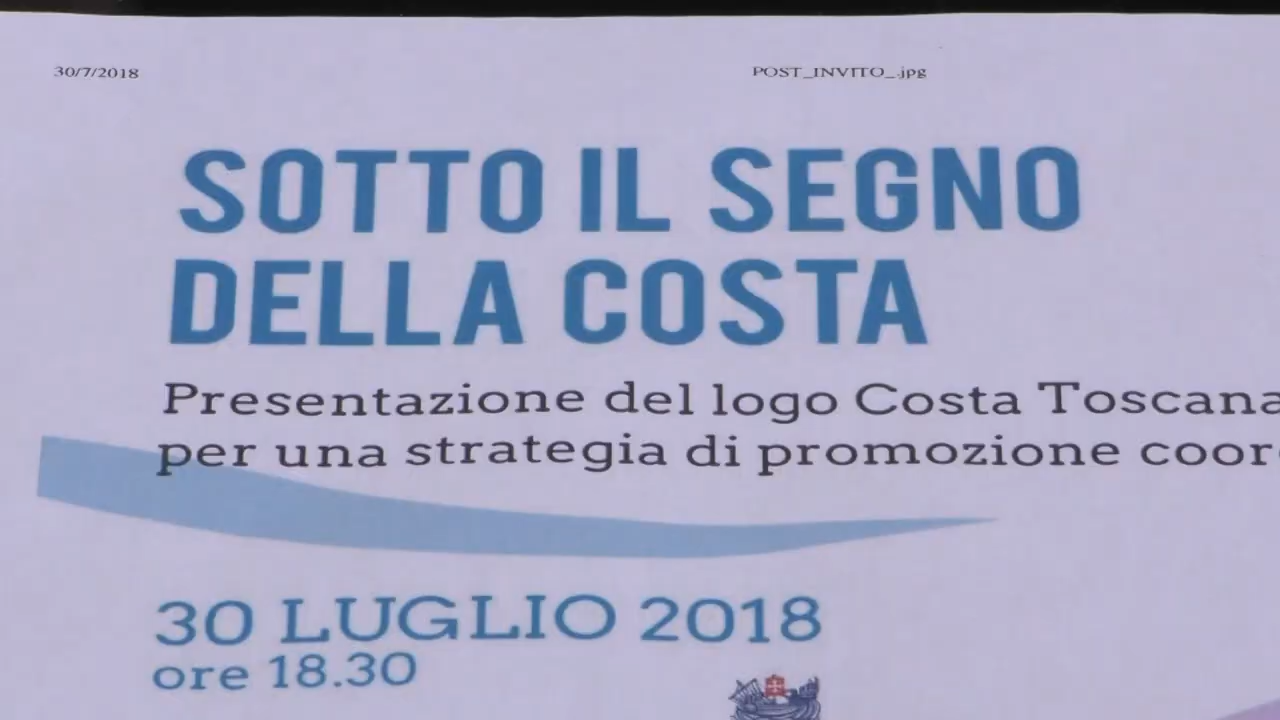 30/7/2018 POST_INVITO_.jpg
SOTTO IL SEGNO
DELLA COSTA
Presentazione del logo Costa Toscana
per una strategia di promozione coor
30 LUGLIO 2018
ore 18.30